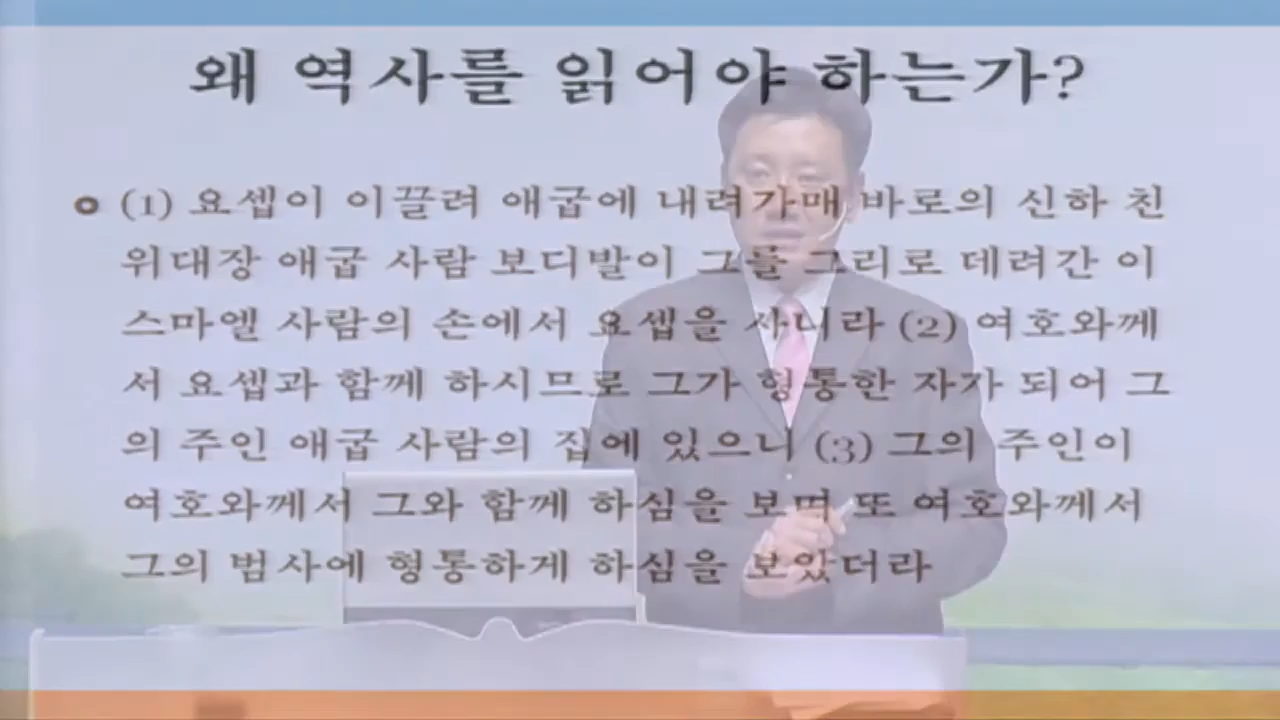 왜 역사를 읽어야 하는가?
(1) 요셉이 이끌려 애굽에 내려가매 바로의 신하 친
위대장 애굽 사람 보디발이 그를 그리로 데려간 이
스마엘 사람의 손에서 요셉을 사니라 (2) 여호와께
서 요셉과 함께 하시므로 그가 형통한 자가 되어 그
의 주인 애굽 사람의 집에 있으니 (3) 그의 주인이
여호와께서 그와 함께 하심을 보며 또 여호와께서
그의 범사에 형통하게 하심을 보았더라